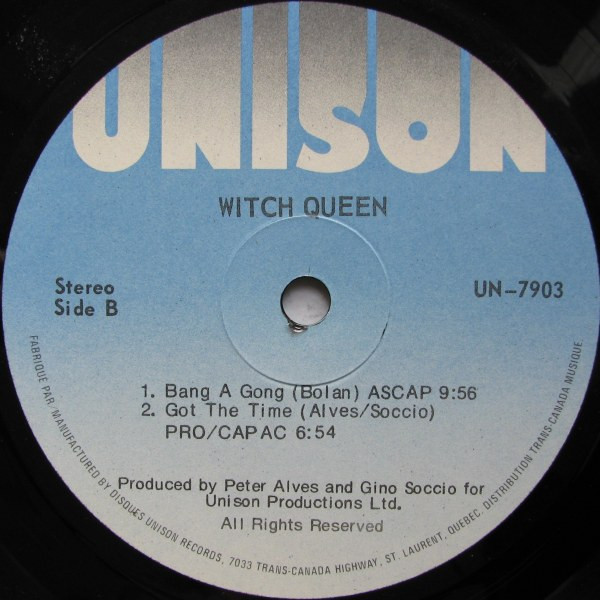 UNISON
WITCH QUEEN
Stereo
Side B
UN-7903
1. Bang A Gong (Bolan) ASCAP 9:56
2. Got The Time (Alves/Soccio)
PRO/CAPAC 6:54
Produced by Peter Alves and Gino Soccio for
Unison Productions Ltd.
All Rights Reserved
FABRIQUE PAR/MANUFACTURED BY DISQUES UNISON RECORDS, 7033 TRANS-CANADA HIGHWAY, ST. LAURENT, QUEBEC. DISTRIBUTION TRANS-CANADA MUSIQUE